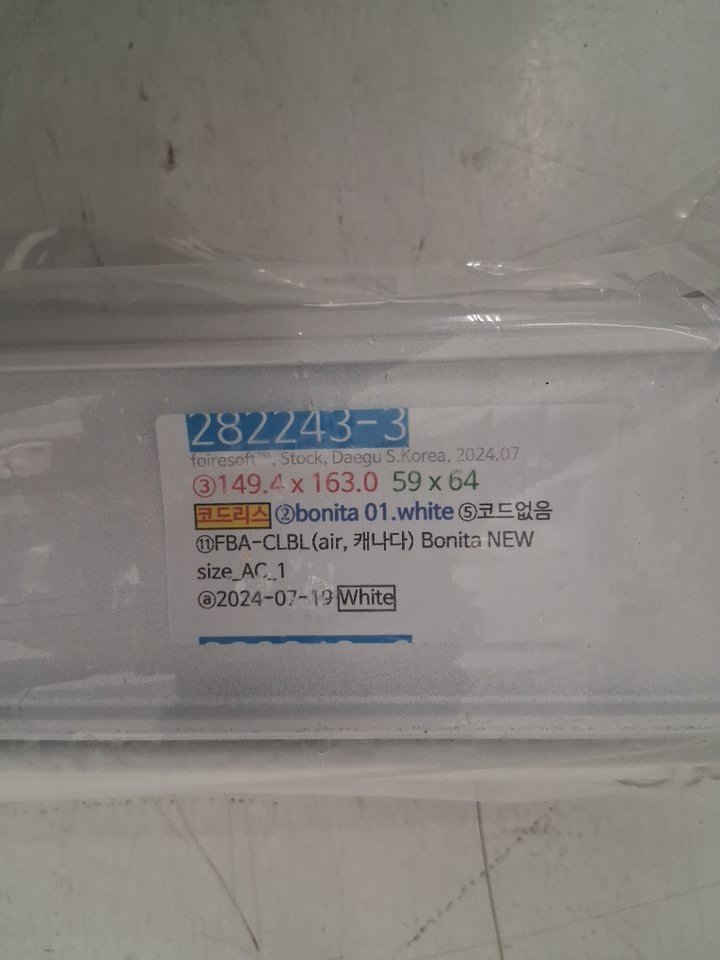 282243-3
foiresoft™, Stock, Daegu S.Korea, 2024.07
③149.4 x 163.0 59 x 64
코드리스 ②bonita 01.white ⑤코드없음
⑪FBA-CLBL(air, 캐나다) Bonita NEW
size_AC_1
ⓐ2024-07-19 White